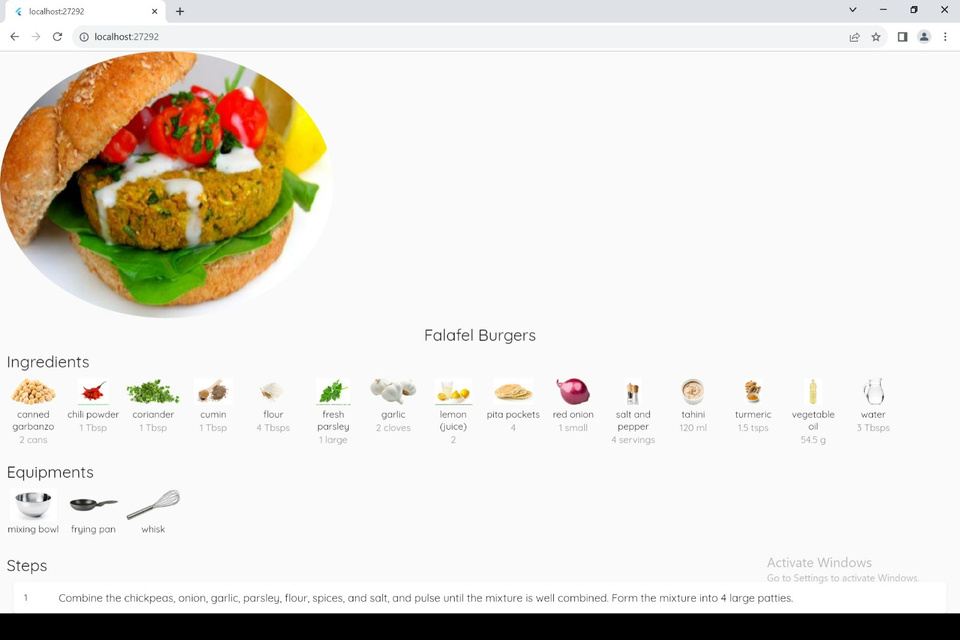 localhost:27292
localhost:27292
Falafel Burgers
Ingredients
canned garbanzo
2 cans
chili powder
1 Tbsp
coriander
1 Tbsp
cumin
1 Tbsp
flour
4 Tbsps
fresh parsley
1 large
garlic
2 cloves
lemon (juice)
2
pita pockets
4
red onion
1 small
salt and pepper
4 servings
tahini
120 ml
turmeric
1.5 tsps
vegetable oil
54.5 g
water
3 Tbsps
Equipments
mixing bowl
frying pan
whisk
Steps
Activate Windows
Go to Settings to activate Windows.
1 Combine the chickpeas, onion, garlic, parsley, flour, spices, and salt, and pulse until the mixture is well combined. Form the mixture into 4 large patties.